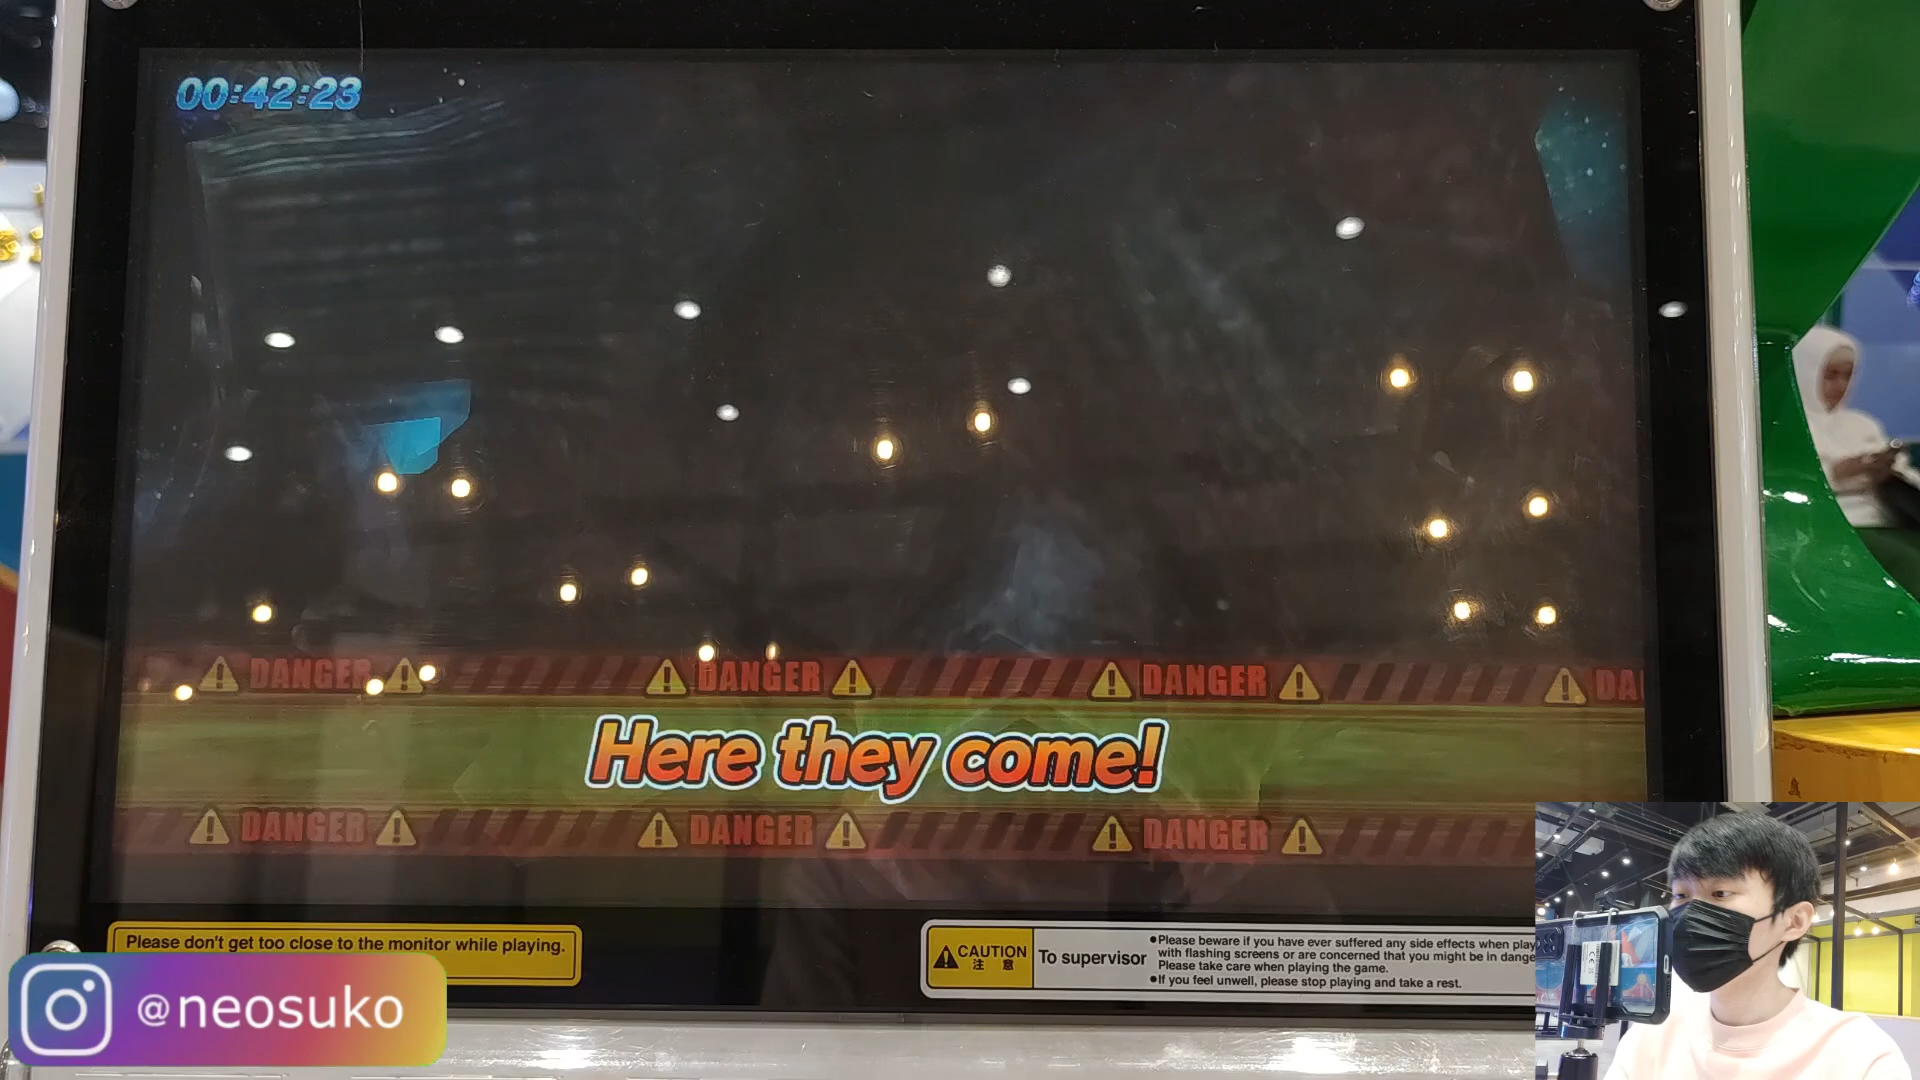 00:42:23
DANGER DANGER DANGER DA
Here they come!
DANGER DANGER DANGER
Please don't get too close to the monitor while playing.
CAUTION
注 意
To supervisor
•Please beware if you have ever suffered any side effects when play
with flashing screens or are concerned that you might be in dange
Please take care when playing the game.
•If you feel unwell, please stop playing and take a rest.
@neosuko